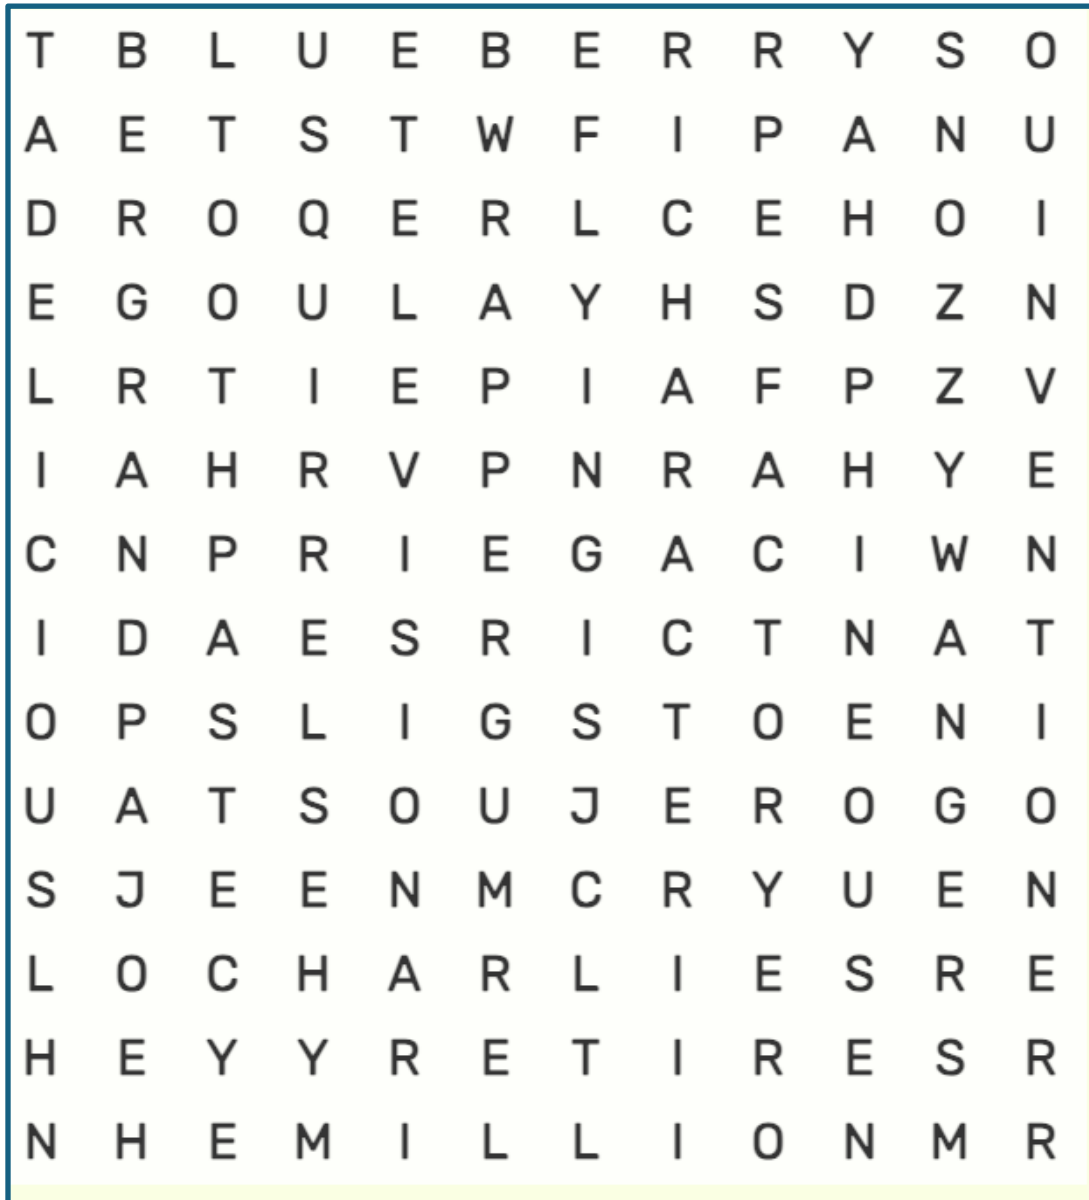 T B L U E B E R R Y S O
A E T S T W F I P A N U
D R O Q E R L C E H O I
E G O U L A Y H S D Z N
L R T I E P I A F P Z V
I A H R V P N R A H Y E
C N P R I E G A C I W N
I D A E S R I C T N A T
O P S L I G S T O E N I
U A T S O U J E R O G O
S J E E N M C R Y U E N
L O C H A R L I E S R E
H E Y Y R E T I R E S R
N H E M I L L I O N M R